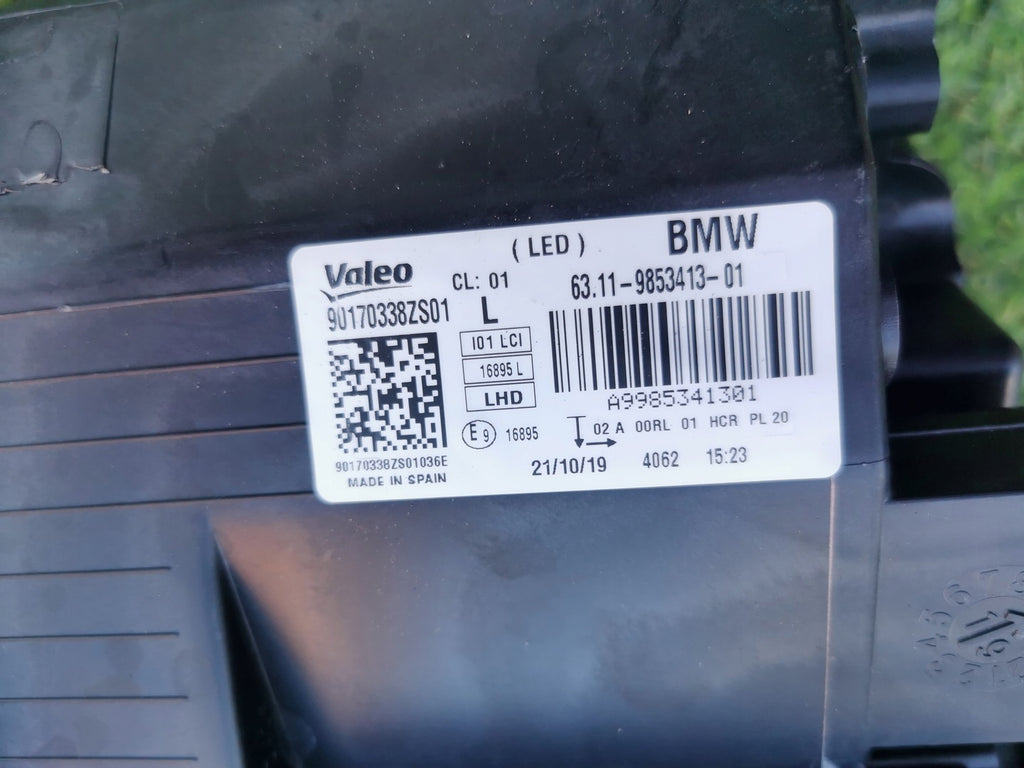 (LED) BMW
Valeo CL: 01 63.11-9853413-01
90170338ZS01 L
I01 LCI
16895 L
LHD
A9985341301
E9 16895 02 A 00RL 01 HCR PL 20
90170338ZS01036E 21/10/19 4062 15:23
MADE IN SPAIN